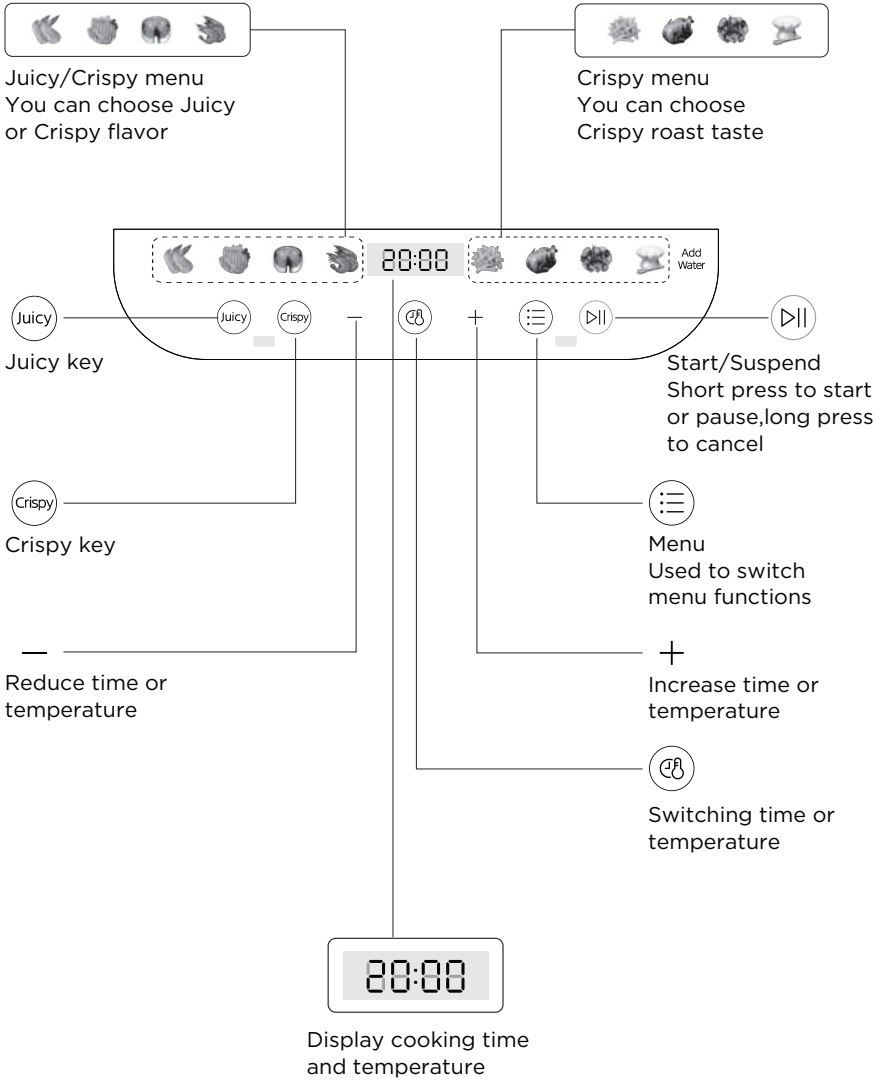 Juicy/Crispy menu
You can choose Juicy
or Crispy flavor
Crispy menu
You can choose
Crispy roast taste
20:00
Add
Water
Juicy
Juicy
Crispy
−
+
Juicy key
Start/Suspend
Short press to start
or pause,long press
to cancel
Crispy
Crispy key
Menu
Used to switch
menu functions
−
Reduce time or
temperature
+
Increase time or
temperature
Switching time or
temperature
20:00
Display cooking time
and temperature